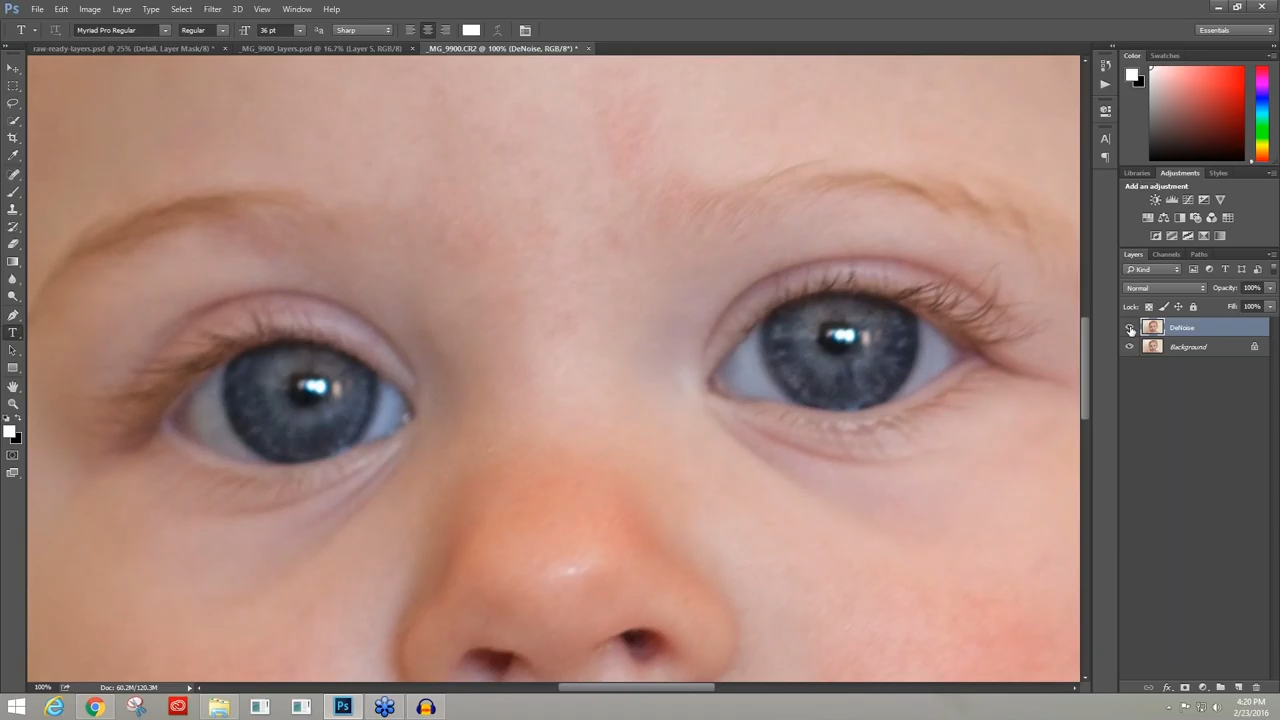 Ps File Edit Image Layer Type Select Filter 3D View Window Help
T Myriad Pro Regular Regular 36 pt Sharp Essentials
raw-ready-layers.psd @ 25% (Detail, Layer Mask/8) * × _MG_9900_layers.psd @ 16.7% (Layer 5, RGB/8) × _MG_9900.CR2 @ 100% (DeNoise, RGB/8*) * ×
Color Swatches
Libraries Adjustments Styles
Add an adjustment
Layers Channels Paths
Kind
Normal Opacity: 100%
Lock: Fill: 100%
DeNoise
Background
100% Doc: 60.2M/120.3M
Ps
4:20 PM
2/23/2016